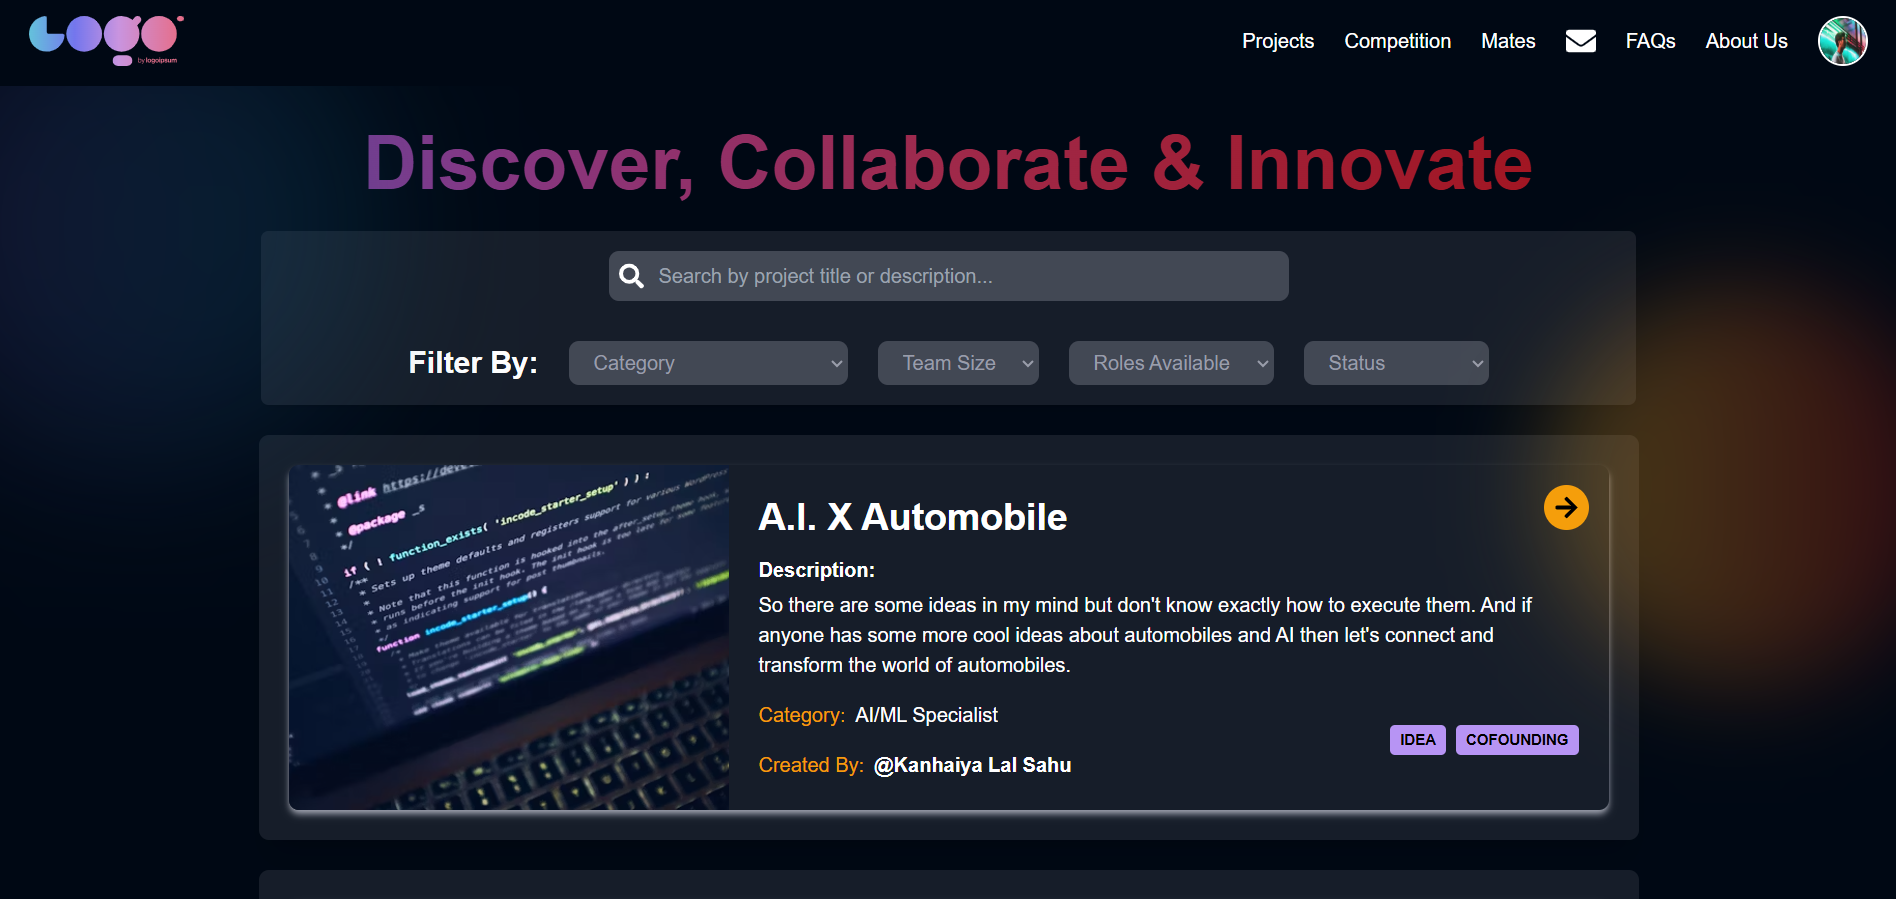 Logo
by logoipsum
Projects Competition Mates FAQs About Us
Discover, Collaborate & Innovate
Search by project title or description...
Filter By: Category Team Size Roles Available Status
@link https://
@package _s
*/
if ( ! function_exists( 'incode_starter_setup' ) ) :
/**
* Sets up theme defaults and registers support for various WordPress
*
* Note that this function is hooked into the after_setup_theme hook,
* runs before the init hook. The init hook is too late for some
* as indicating support for post thumbnails.
*/
function incode_starter_setup() {
A.I. X Automobile
Description:
So there are some ideas in my mind but don't know exactly how to execute them. And if
anyone has some more cool ideas about automobiles and AI then let's connect and
transform the world of automobiles.
Category: AI/ML Specialist
IDEA COFOUNDING
Created By: @Kanhaiya Lal Sahu